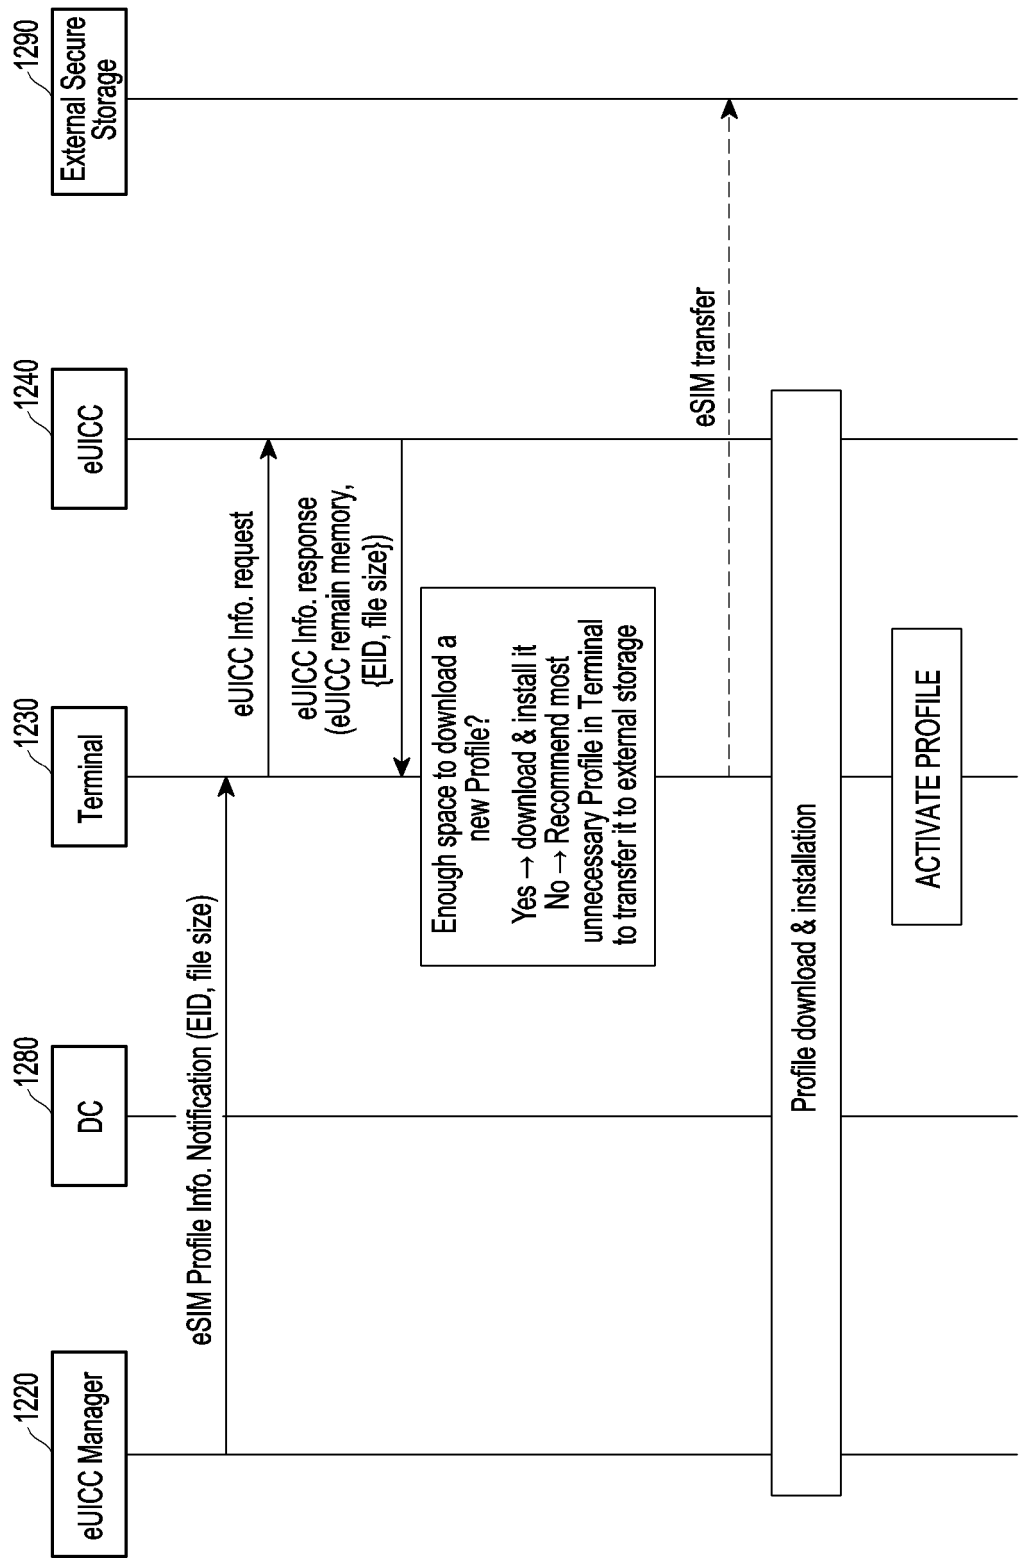 1220
eUICC Manager
1280
DC
1230
Terminal
1240
eUICC
1290
External Secure
Storage
eSIM Profile Info. Notification (EID, file size)
eUICC Info. request
eUICC Info. response
(eUICC remain memory,
{EID, file size})
Enough space to download a
new Profile?
Yes → download & install it
No → Recommend most
unnecessary Profile in Terminal
to transfer it to external storage
eSIM transfer
Profile download & installation
ACTIVATE PROFILE